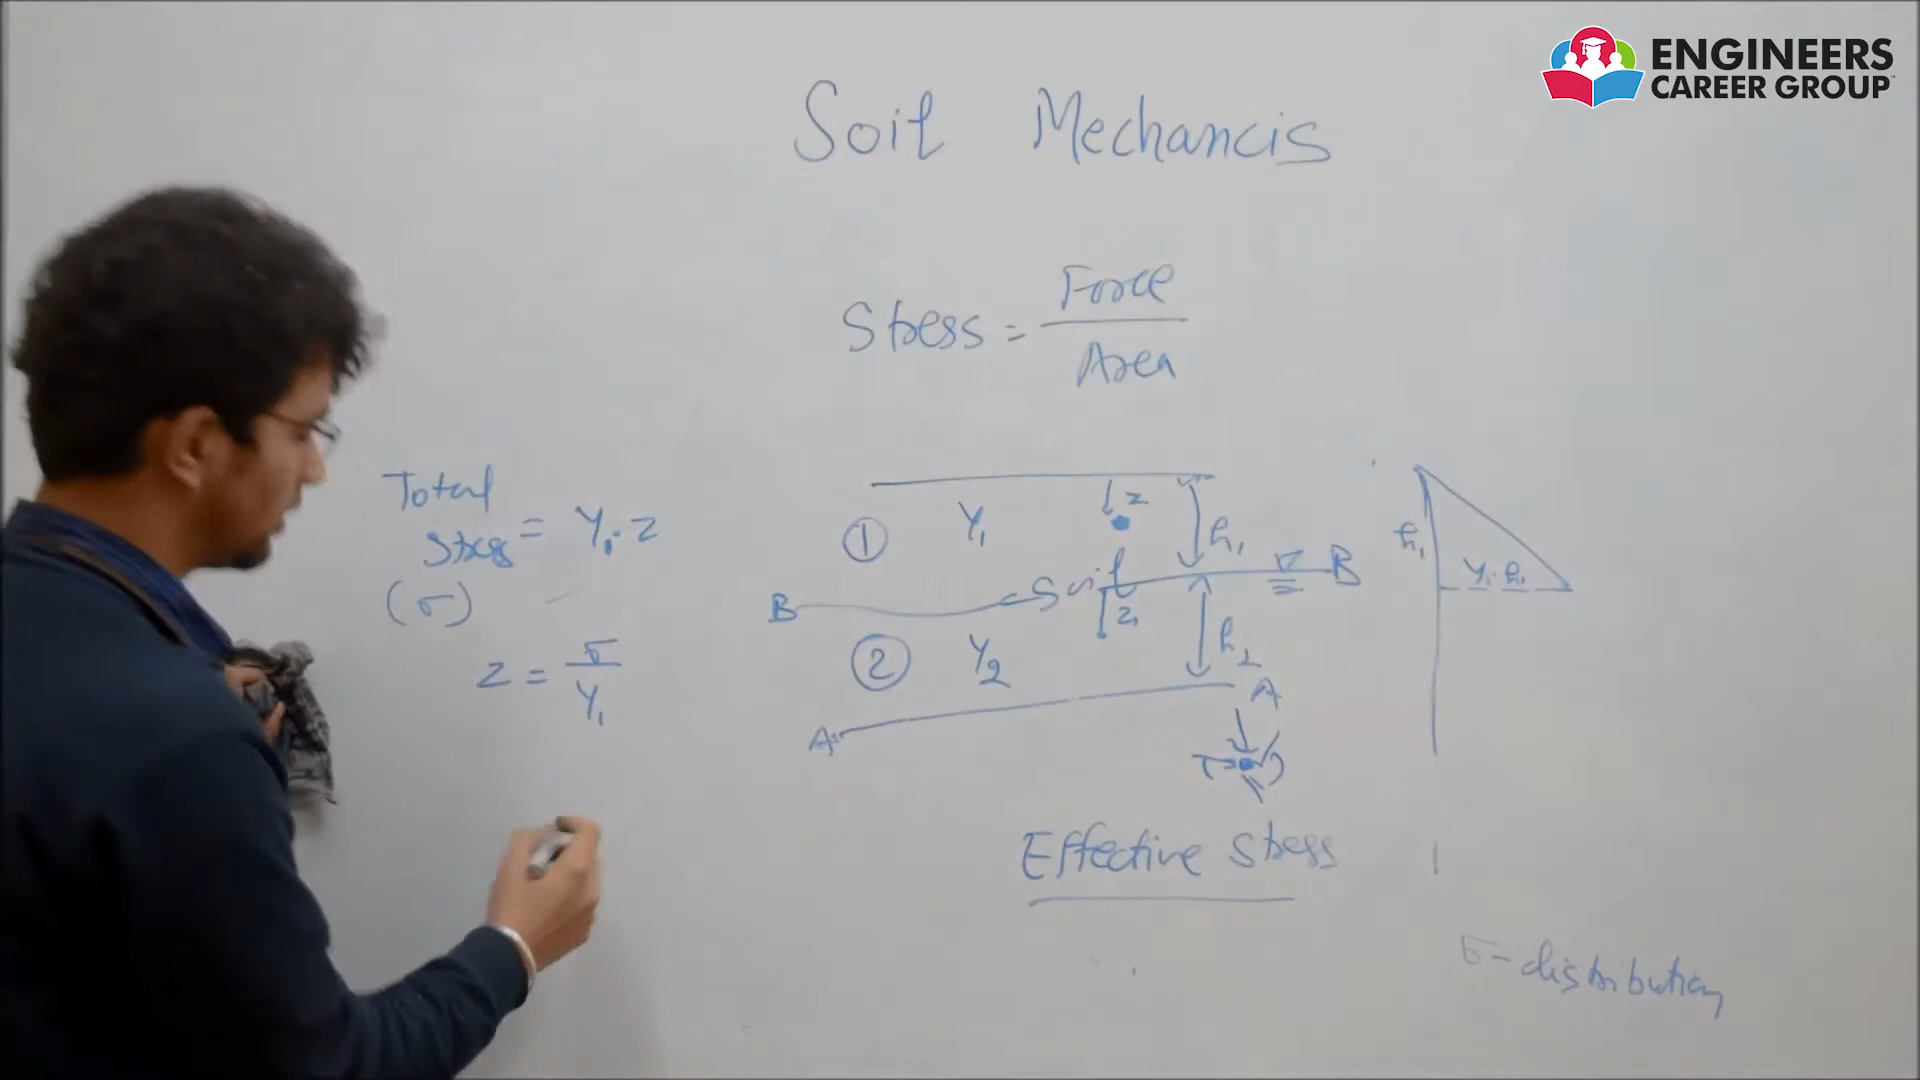 ENGINEERS
CAREER GROUP
Soil Mechancis
Stress = Force / Area
Total
Stress = γ₁·z
(σ)
z = σ / γ₁
① γ₁ z h₁
B Soil B
② γ₂ z₁ h₂
A A
h₁ γ₁·h₁
Effective Stress
σ-distribution